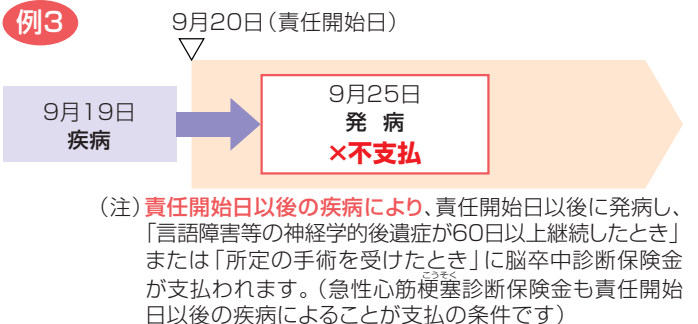 例3
9月20日（責任開始日）
9月19日
疾病
9月25日
発 病
×不支払
（注）責任開始日以後の疾病により、責任開始日以後に発病し、
「言語障害等の神経学的後遺症が60日以上継続したとき」
または「所定の手術を受けたとき」に脳卒中診断保険金
こうそく
が支払われます。（急性心筋梗塞診断保険金も責任開始
日以後の疾病によることが支払の条件です）